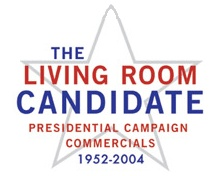 THE
LIVING ROOM
CANDIDATE
PRESIDENTIAL CAMPAIGN
COMMERCIALS
1952-2004